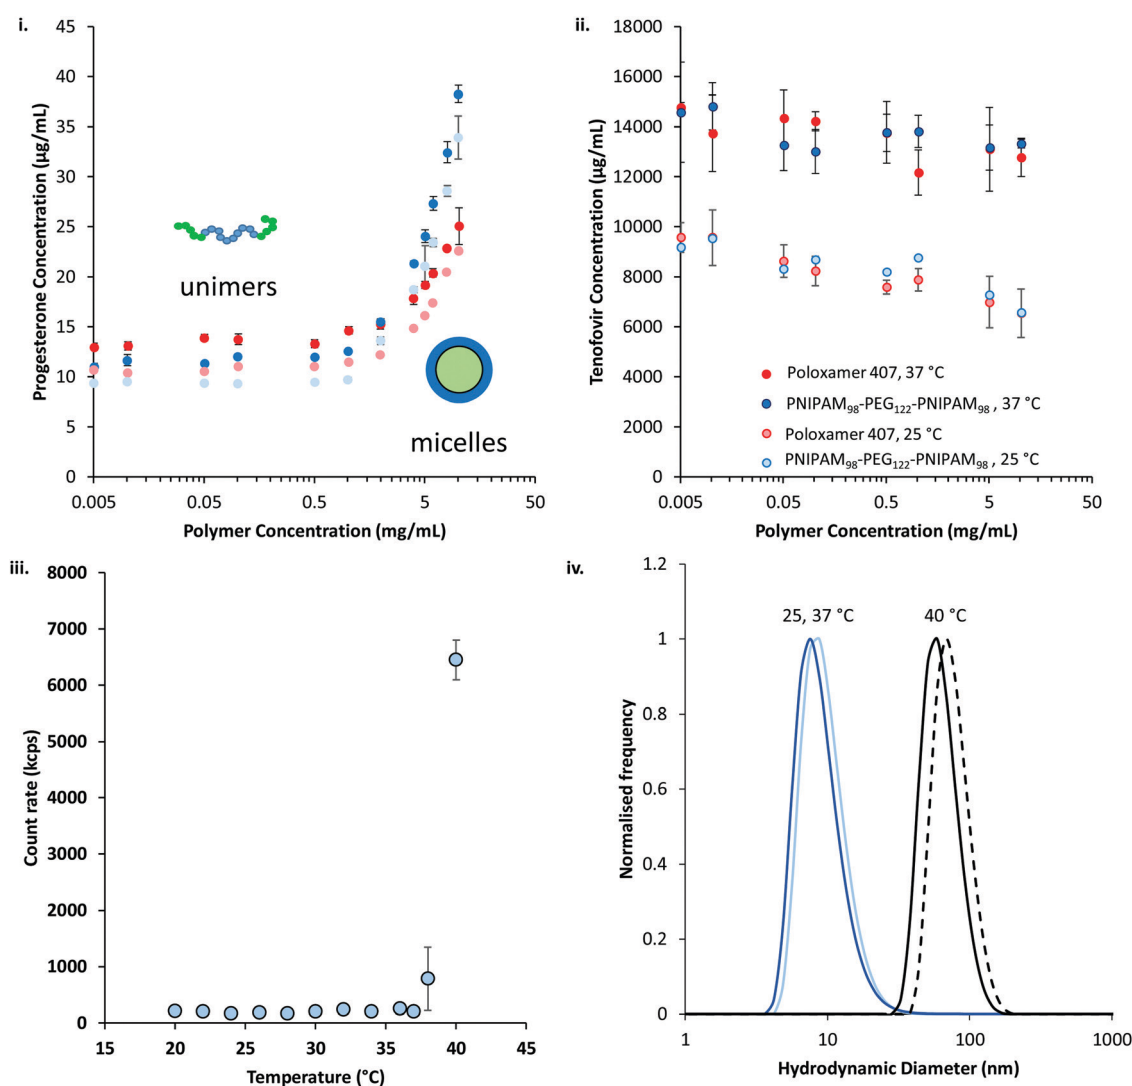 i.
45
40
35
30
25
20
15
10
5
0
Progesterone Concentration (µg/mL)
unimers
micelles
0.005 0.05 0.5 5 50
Polymer Concentration (mg/mL)
ii.
18000
16000
14000
12000
10000
8000
6000
4000
2000
0
Tenofovir Concentration (µg/mL)
Poloxamer 407, 37 °C
PNIPAM98-PEG122-PNIPAM98 , 37 °C
Poloxamer 407, 25 °C
PNIPAM98-PEG122-PNIPAM98 , 25 °C
0.005 0.05 0.5 5 50
Polymer Concentration (mg/mL)
iii.
8000
7000
6000
5000
4000
3000
2000
1000
0
Count rate (kcps)
15 20 25 30 35 40 45
Temperature (°C)
iv.
1.2
1
0.8
0.6
0.4
0.2
0
Normalised frequency
25, 37 °C
40 °C
1 10 100 1000
Hydrodynamic Diameter (nm)